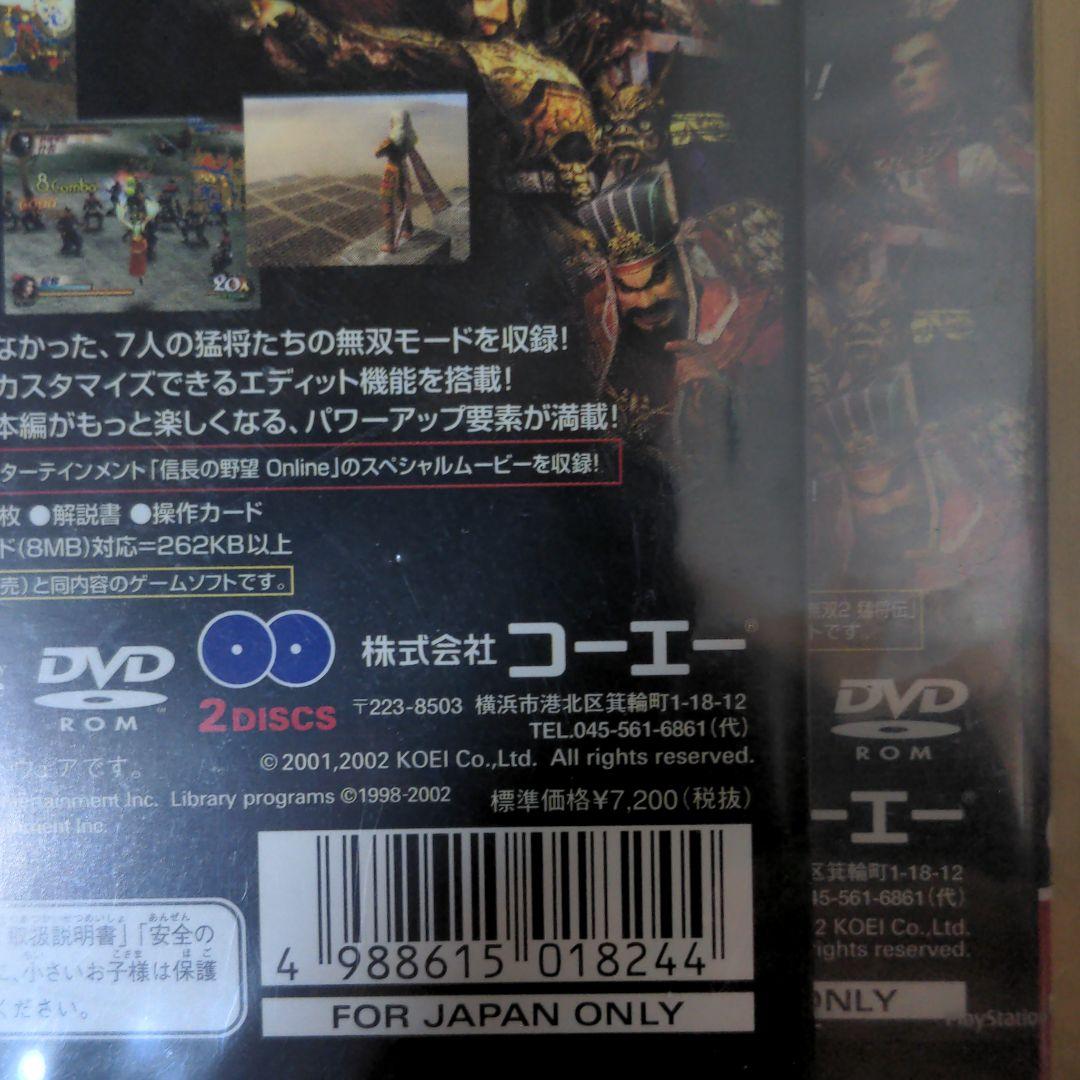 8 Combo
なかった、7人の猛将たちの無双モードを収録!
カスタマイズできるエディット機能を搭載!
本編がもっと楽しくなる、パワーアップ要素が満載!
ターテインメント「信長の野望 Online」のスペシャルムービーを収録!
枚 ●解説書 ●操作カード
ド(8MB)対応=262KB以上
売)と同内容のゲームソフトです。
DVD
ROM
2 DISCS
株式会社 コーエー®
〒223-8503 横浜市港北区箕輪町1-18-12
TEL.045-561-6861(代)
© 2001,2002 KOEI Co.,Ltd. All rights reserved.
ウェアです。
ertainment Inc. Library programs ©1998-2002
ment Inc.
標準価格¥7,200(税抜)
4 988615 018244
FOR JAPAN ONLY
取扱説明書」「安全の
小さいお子様は保護
ください。
無双2 猛将伝」
トです。
DVD
ROM
ーエー
区箕輪町1-18-12
45-561-6861(代)
2 KOEI Co.,Ltd.
rights reserved.
ONLY
PlayStation